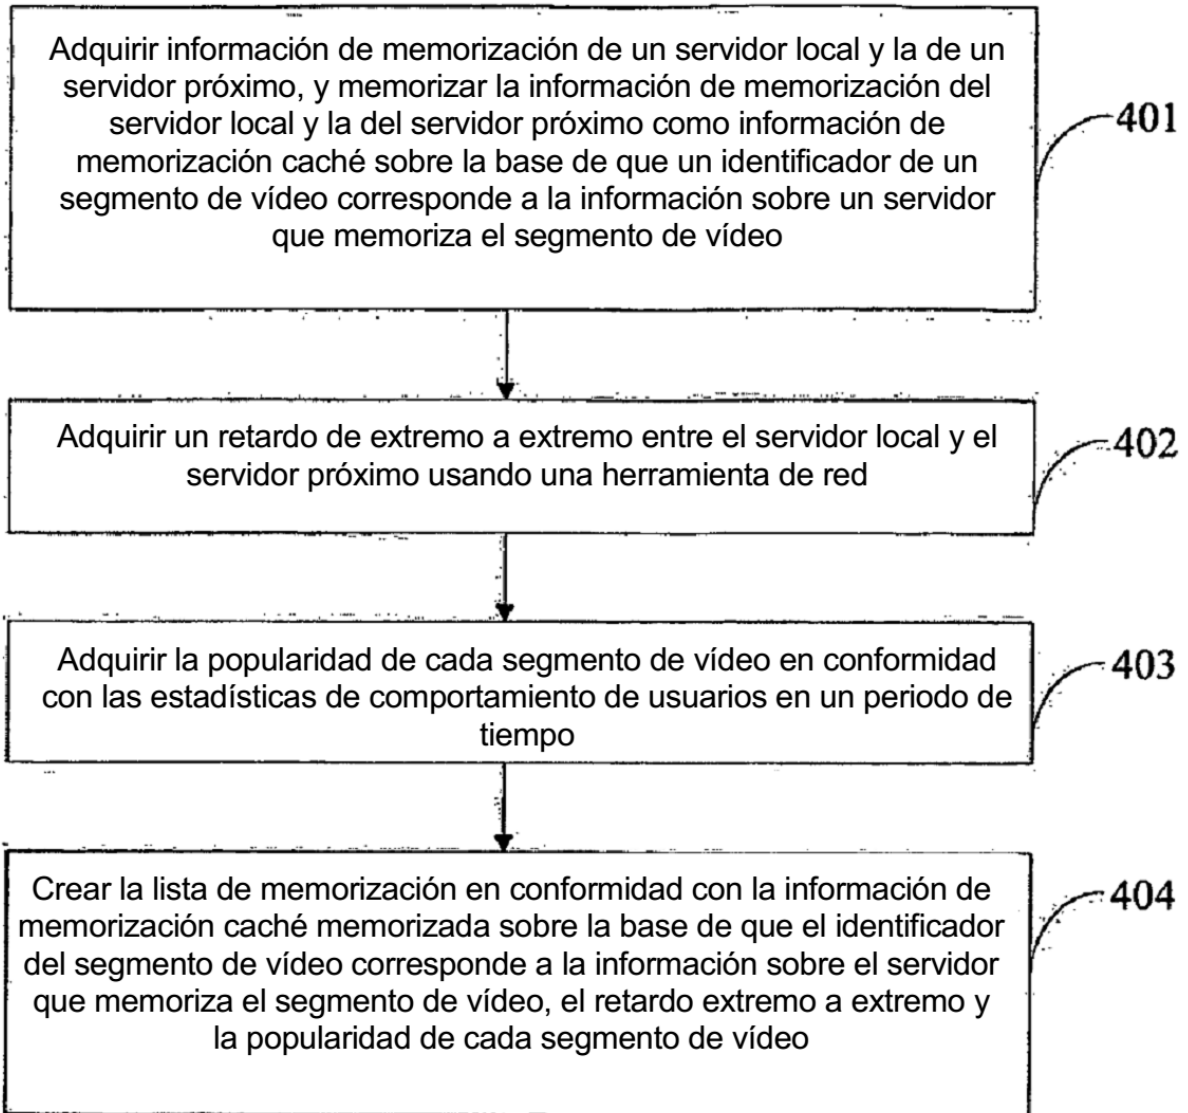 Adquirir información de memorización de un servidor local y la de un
servidor próximo, y memorizar la información de memorización del
servidor local y la del servidor próximo como información de
memorización caché sobre la base de que un identificador de un
segmento de vídeo corresponde a la información sobre un servidor
que memoriza el segmento de vídeo
401
Adquirir un retardo de extremo a extremo entre el servidor local y el
servidor próximo usando una herramienta de red
402
Adquirir la popularidad de cada segmento de vídeo en conformidad
con las estadísticas de comportamiento de usuarios en un periodo de
tiempo
403
Crear la lista de memorización en conformidad con la información de
memorización caché memorizada sobre la base de que el identificador
del segmento de vídeo corresponde a la información sobre el servidor
que memoriza el segmento de vídeo, el retardo extremo a extremo y
la popularidad de cada segmento de vídeo
404